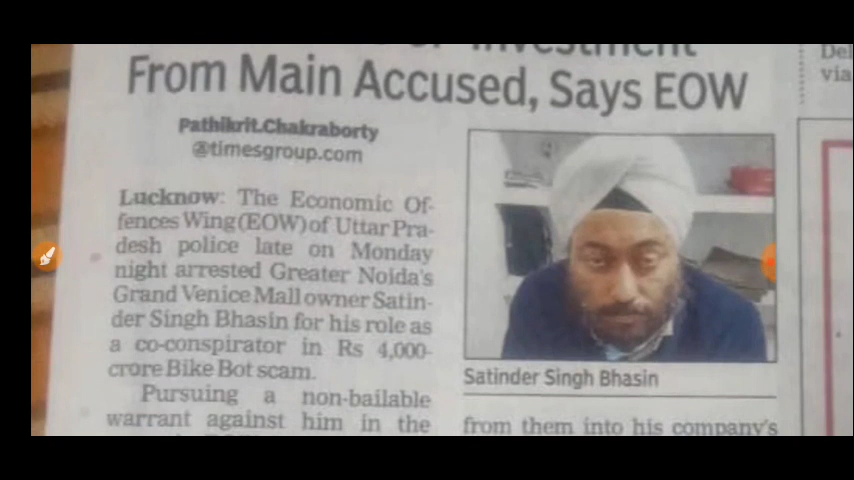 Investment
From Main Accused, Says EOW
Pathikrit.Chakraborty
@timesgroup.com
Lucknow: The Economic Of-
fences Wing (EOW) of Uttar Pra-
desh police late on Monday
night arrested Greater Noida's
Grand Venice Mall owner Satin-
der Singh Bhasin for his role as
a co-conspirator in Rs 4,000-
crore Bike Bot scam.
Pursuing a non-bailable
warrant against him in the
Satinder Singh Bhasin
from them into his company's
Del
via